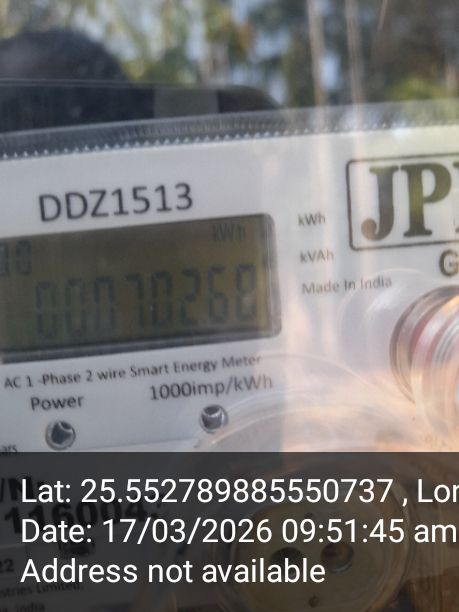 DDZ1513
kWh
JP
kWh
kVAh
G
Made In India
AC 1 -Phase 2 wire Smart Energy Meter
Power
1000imp/kWh
Lat: 25.552789885550737 , Lon
Date: 17/03/2026 09:51:45 am
Address not available